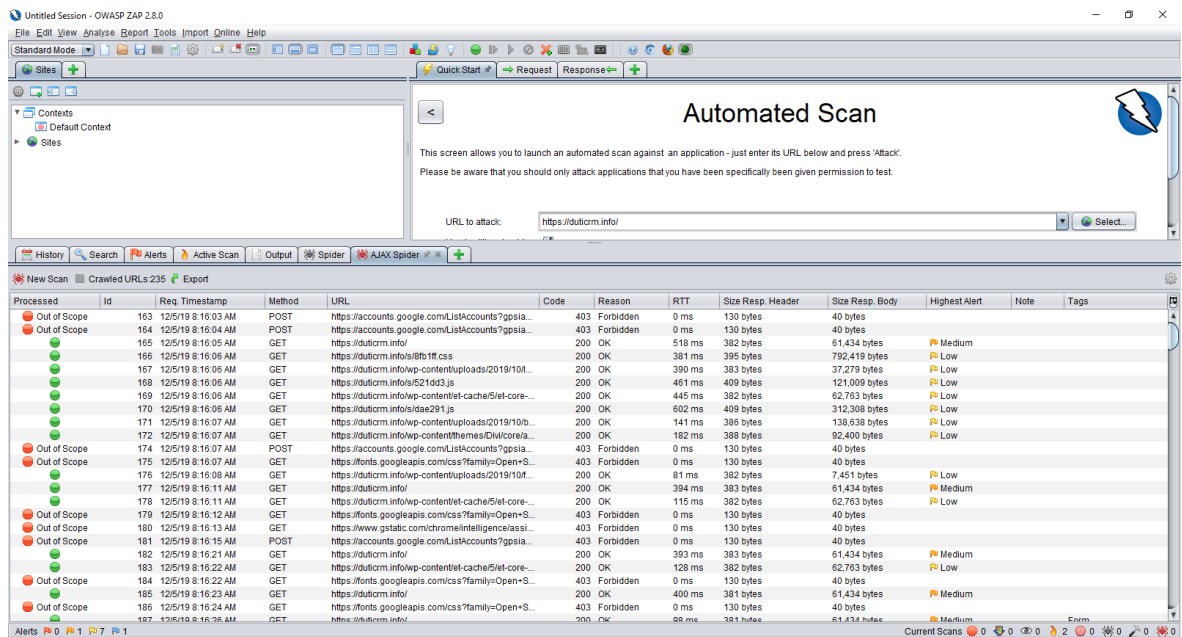 Untitled Session - OWASP ZAP 2.8.0
File Edit View Analyse Report Tools Import Online Help
Standard Mode
Sites
Quick Start Request Response
Contexts
Default Context
Sites
<
Automated Scan
This screen allows you to launch an automated scan against an application - just enter its URL below and press 'Attack'.
Please be aware that you should only attack applications that you have been specifically been given permission to test.
URL to attack: https://duticrm.info/ Select...
History Search Alerts Active Scan Output Spider AJAX Spider
New Scan Crawled URLs:235 Export
Processed Id Req. Timestamp Method URL Code Reason RTT Size Resp. Header Size Resp. Body Highest Alert Note Tags
Out of Scope 163 12/5/19 8:16:03 AM POST https://accounts.google.com/ListAccounts?gpsia... 403 Forbidden 0 ms 130 bytes 40 bytes
Out of Scope 164 12/5/19 8:16:04 AM POST https://accounts.google.com/ListAccounts?gpsia... 403 Forbidden 0 ms 130 bytes 40 bytes
165 12/5/19 8:16:05 AM GET https://duticrm.info/ 200 OK 518 ms 382 bytes 61,434 bytes Medium
166 12/5/19 8:16:06 AM GET https://duticrm.info/s/8fb1ff.css 200 OK 381 ms 395 bytes 792,419 bytes Low
167 12/5/19 8:16:06 AM GET https://duticrm.info/wp-content/uploads/2019/10/l... 200 OK 390 ms 383 bytes 37,279 bytes Low
168 12/5/19 8:16:06 AM GET https://duticrm.info/s/521dd3.js 200 OK 461 ms 409 bytes 121,009 bytes Low
169 12/5/19 8:16:06 AM GET https://duticrm.info/wp-content/et-cache/5/et-core-... 200 OK 445 ms 382 bytes 62,763 bytes Low
170 12/5/19 8:16:06 AM GET https://duticrm.info/s/dae291.js 200 OK 602 ms 409 bytes 312,308 bytes Low
171 12/5/19 8:16:07 AM GET https://duticrm.info/wp-content/uploads/2019/10/b... 200 OK 141 ms 386 bytes 138,638 bytes Low
172 12/5/19 8:16:07 AM GET https://duticrm.info/wp-content/themes/Divi/core/a... 200 OK 182 ms 388 bytes 92,400 bytes Low
Out of Scope 174 12/5/19 8:16:07 AM POST https://accounts.google.com/ListAccounts?gpsia... 403 Forbidden 0 ms 130 bytes 40 bytes
Out of Scope 175 12/5/19 8:16:07 AM GET https://fonts.googleapis.com/css?family=Open+S... 403 Forbidden 0 ms 130 bytes 40 bytes
176 12/5/19 8:16:08 AM GET https://duticrm.info/wp-content/uploads/2019/10/f... 200 OK 81 ms 382 bytes 7,451 bytes Low
177 12/5/19 8:16:11 AM GET https://duticrm.info/ 200 OK 394 ms 383 bytes 61,434 bytes Medium
178 12/5/19 8:16:11 AM GET https://duticrm.info/wp-content/et-cache/5/et-core-... 200 OK 115 ms 382 bytes 62,763 bytes Low
Out of Scope 179 12/5/19 8:16:12 AM GET https://fonts.googleapis.com/css?family=Open+S... 403 Forbidden 0 ms 130 bytes 40 bytes
Out of Scope 180 12/5/19 8:16:13 AM GET https://www.gstatic.com/chrome/intelligence/assi... 403 Forbidden 0 ms 130 bytes 40 bytes
Out of Scope 181 12/5/19 8:16:15 AM POST https://accounts.google.com/ListAccounts?gpsia... 403 Forbidden 0 ms 130 bytes 40 bytes
182 12/5/19 8:16:21 AM GET https://duticrm.info/ 200 OK 393 ms 383 bytes 61,434 bytes Medium
183 12/5/19 8:16:22 AM GET https://duticrm.info/wp-content/et-cache/5/et-core-... 200 OK 128 ms 382 bytes 62,763 bytes Low
Out of Scope 184 12/5/19 8:16:22 AM GET https://fonts.googleapis.com/css?family=Open+S... 403 Forbidden 0 ms 130 bytes 40 bytes
185 12/5/19 8:16:23 AM GET https://duticrm.info/ 200 OK 400 ms 381 bytes 61,434 bytes Medium
Out of Scope 186 12/5/19 8:16:24 AM GET https://fonts.googleapis.com/css?family=Open+S... 403 Forbidden 0 ms 130 bytes 40 bytes
187 12/5/19 8:16:26 AM GET https://duticrm.info/ 200 OK 98 ms 381 bytes 61,434 bytes Medium Form
Alerts 0 1 7 1 Current Scans 0 0 0 2 0 0 0 0